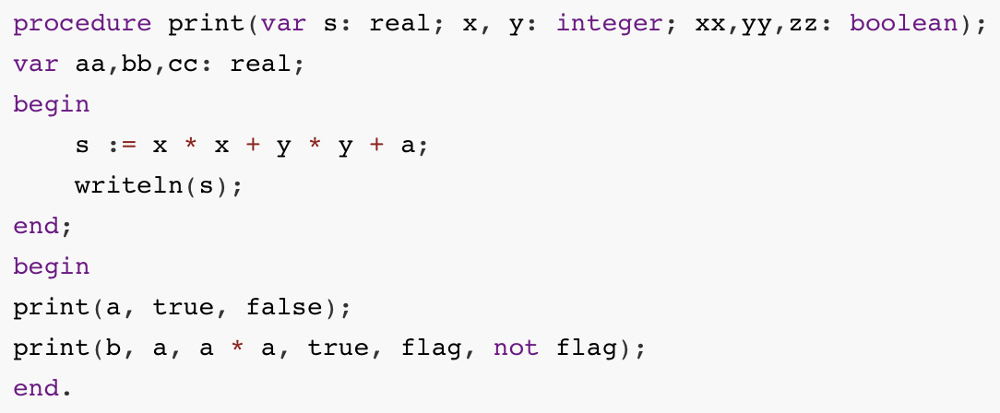 procedure print(var s: real; x, y: integer; xx,yy,zz: boolean);
var aa,bb,cc: real;
begin
    s := x * x + y * y + a;
    writeln(s);
end;
begin
print(a, true, false);
print(b, a, a * a, true, flag, not flag);
end.